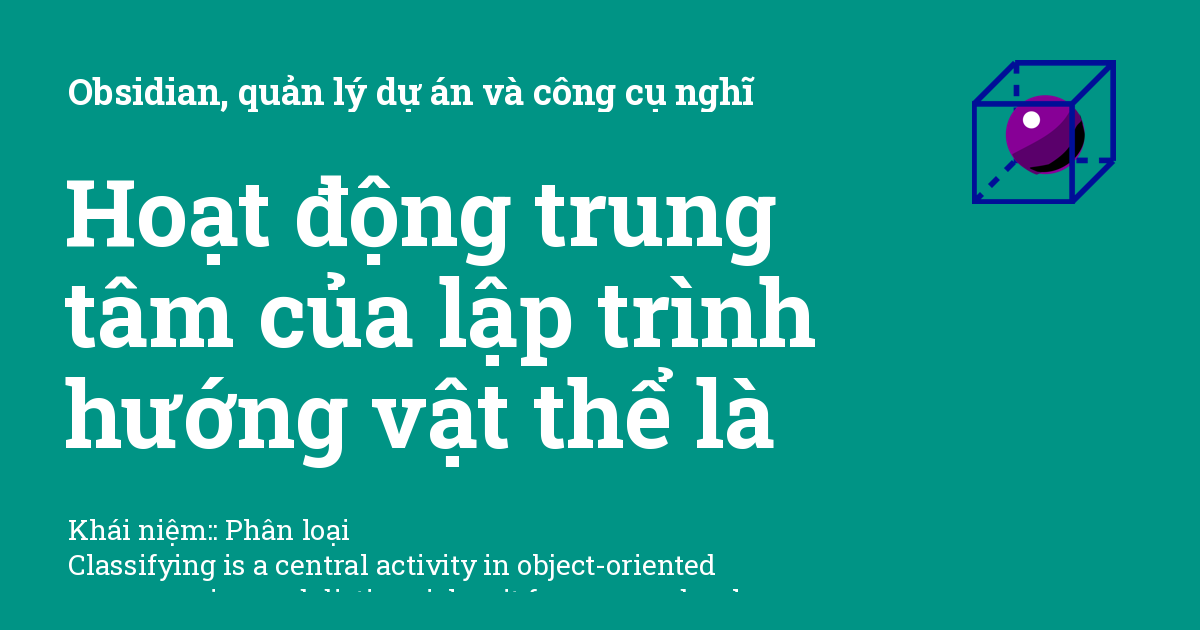 Obsidian, quản lý dự án và công cụ nghĩ
Hoạt động trung
tâm của lập trình
hướng vật thể là
Khái niệm:: Phân loại
Classifying is a central activity in object-oriented